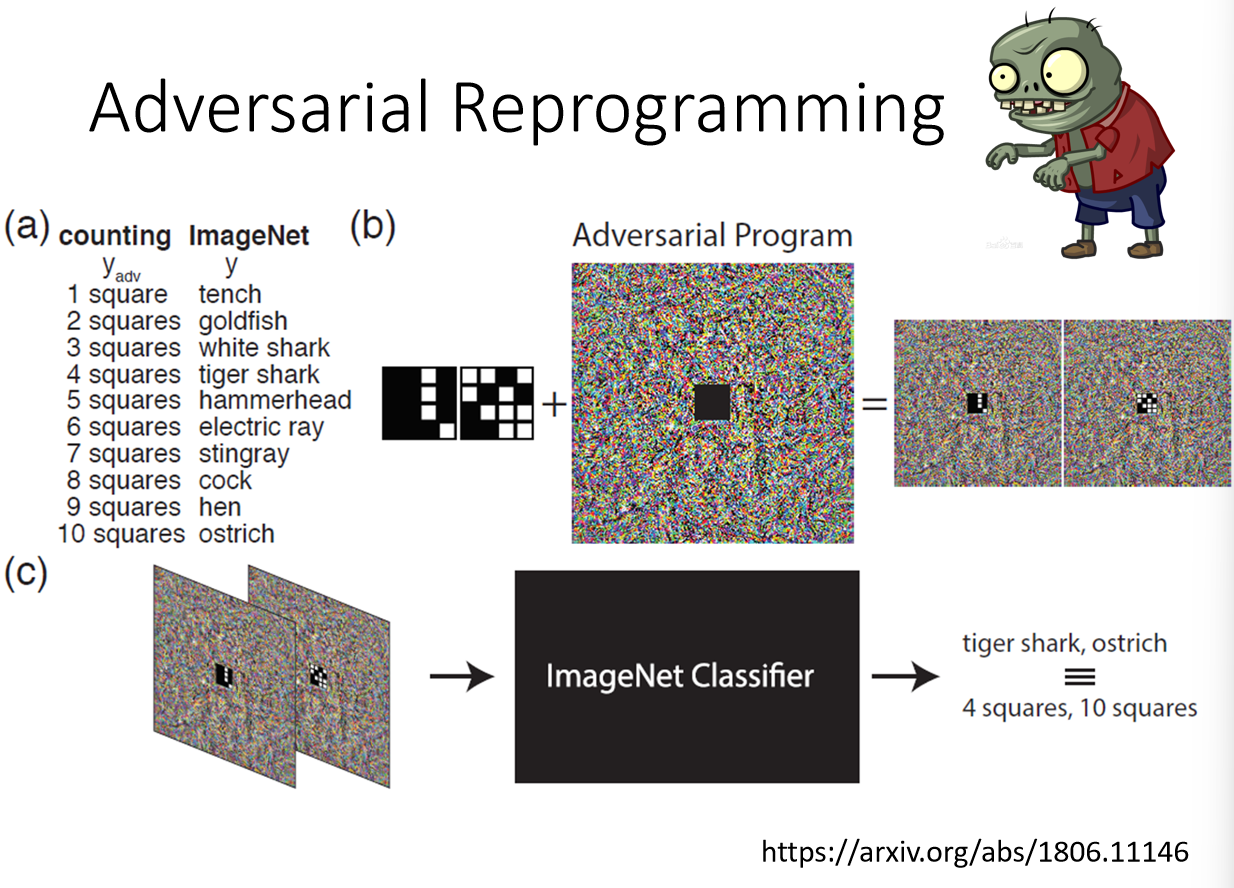 Adversarial Reprogramming
(a) counting ImageNet
y_adv y
1 square tench
2 squares goldfish
3 squares white shark
4 squares tiger shark
5 squares hammerhead
6 squares electric ray
7 squares stingray
8 squares cock
9 squares hen
10 squares ostrich
(b) Adversarial Program
+ =
(c)
ImageNet Classifier
tiger shark, ostrich
≡
4 squares, 10 squares
https://arxiv.org/abs/1806.11146